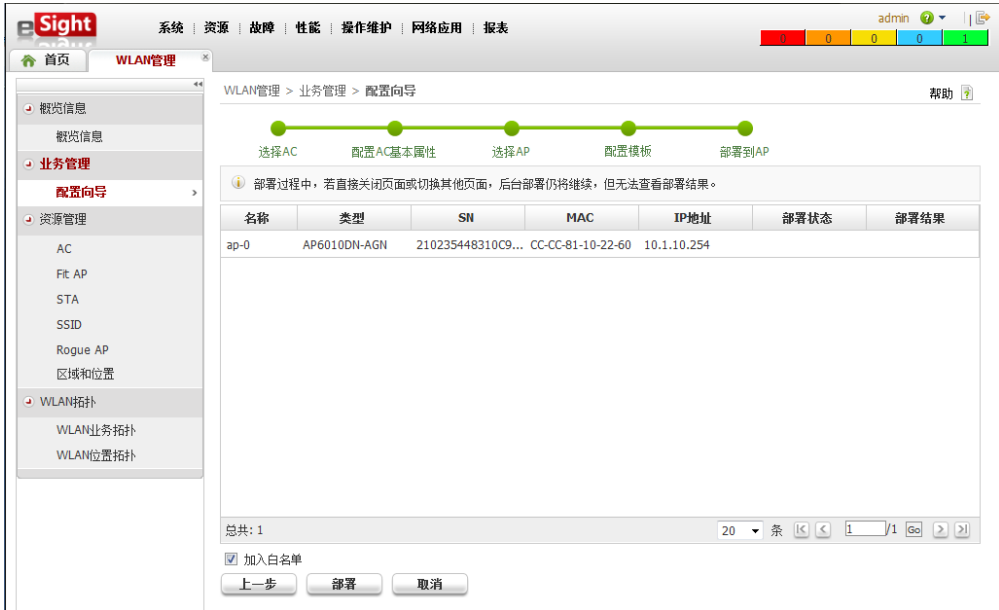 eSight
系统 | 资源 | 故障 | 性能 | 操作维护 | 网络应用 | 报表
admin
0 0 0 0 1
首页 WLAN管理
WLAN管理 > 业务管理 > 配置向导
帮助
概览信息
概览信息
业务管理
配置向导
资源管理
AC
Fit AP
STA
SSID
Rogue AP
区域和位置
WLAN拓扑
WLAN业务拓扑
WLAN位置拓扑
选择AC 配置AC基本属性 选择AP 配置模板 部署到AP
部署过程中，若直接关闭页面或切换其他页面，后台部署仍将继续，但无法查看部署结果。
名称 类型 SN MAC IP地址 部署状态 部署结果
ap-0 AP6010DN-AGN 210235448310C9... CC-CC-81-10-22-60 10.1.10.254
总共: 1
20 条 1 /1 Go
加入白名单
上一步 部署 取消